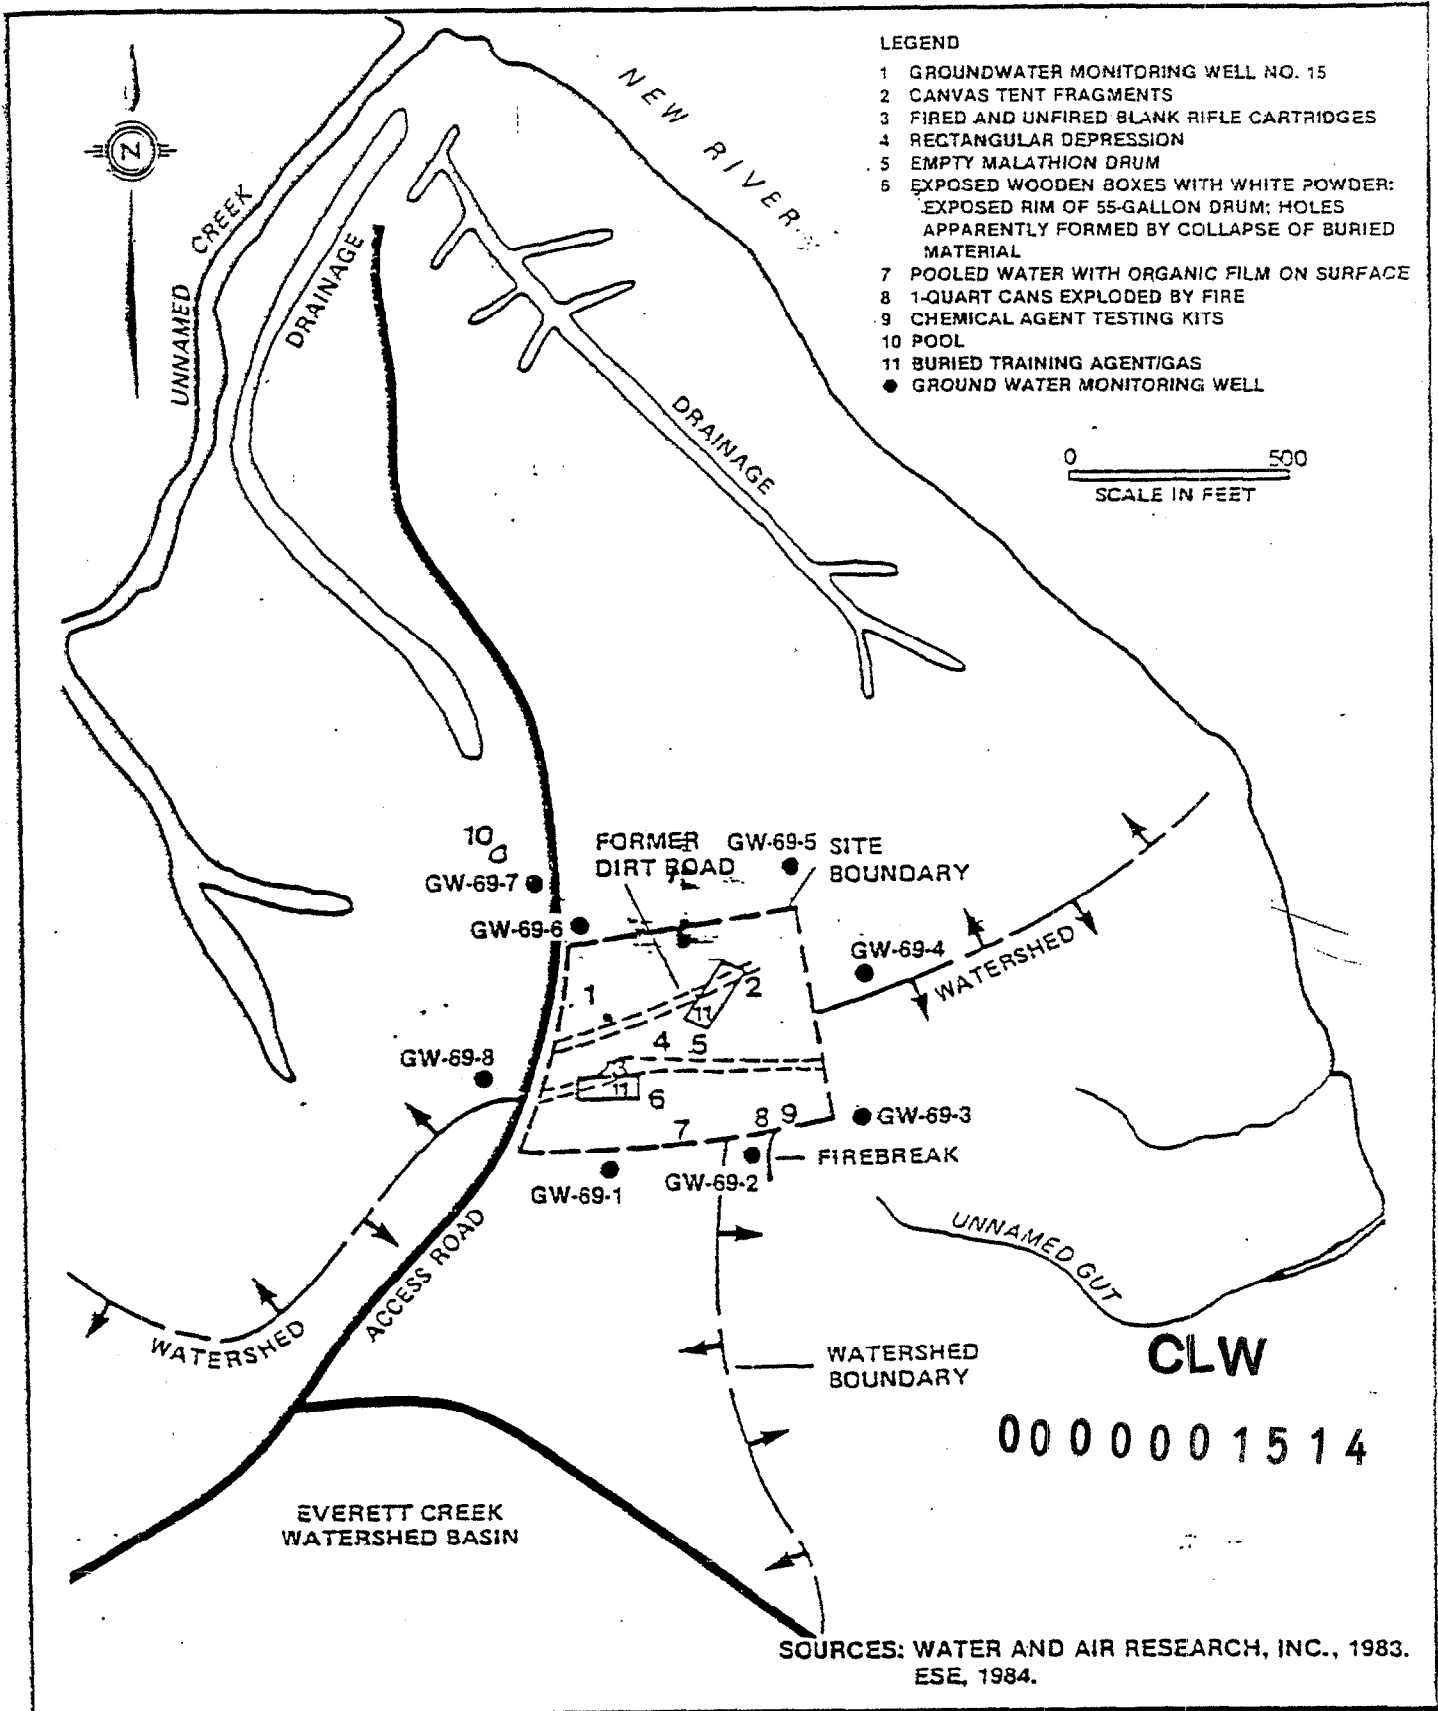 LEGEND
1 GROUNDWATER MONITORING WELL NO. 15
2 CANVAS TENT FRAGMENTS
3 FIRED AND UNFIRED BLANK RIFLE CARTRIDGES
4 RECTANGULAR DEPRESSION
5 EMPTY MALATHION DRUM
6 EXPOSED WOODEN BOXES WITH WHITE POWDER:
EXPOSED RIM OF 55-GALLON DRUM; HOLES
APPARENTLY FORMED BY COLLAPSE OF BURIED
MATERIAL
7 POOLED WATER WITH ORGANIC FILM ON SURFACE
8 1-QUART CANS EXPLODED BY FIRE
9 CHEMICAL AGENT TESTING KITS
10 POOL
11 BURIED TRAINING AGENT/GAS
● GROUND WATER MONITORING WELL
N
NEW RIVER
UNNAMED CREEK
DRAINAGE
DRAINAGE
0 500
SCALE IN FEET
10
FORMER
DIRT ROAD
GW-69-5
SITE
BOUNDARY
GW-69-7
GW-69-6
GW-69-4
WATERSHED
1
2
11
4 5
GW-69-8
3
11
6
7
8 9
GW-69-3
FIREBREAK
GW-69-1
GW-69-2
ACCESS ROAD
UNNAMED GUT
WATERSHED
WATERSHED
BOUNDARY
CLW
0000001514
EVERETT CREEK
WATERSHED BASIN
SOURCES: WATER AND AIR RESEARCH, INC., 1983.
ESE, 1984.